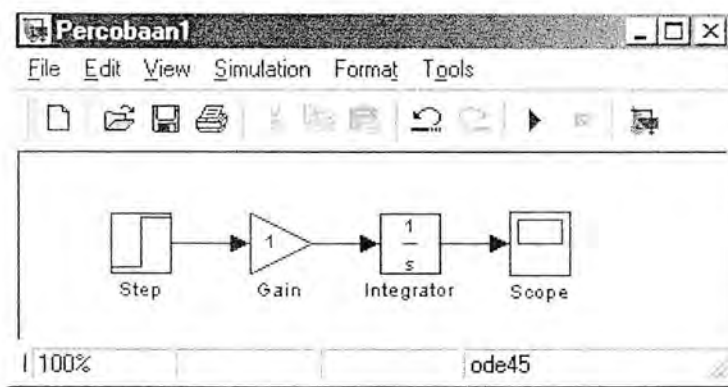 Percobaan1
File Edit View Simulation Format Tools
1
1
s
Step Gain Integrator Scope
100% ode45